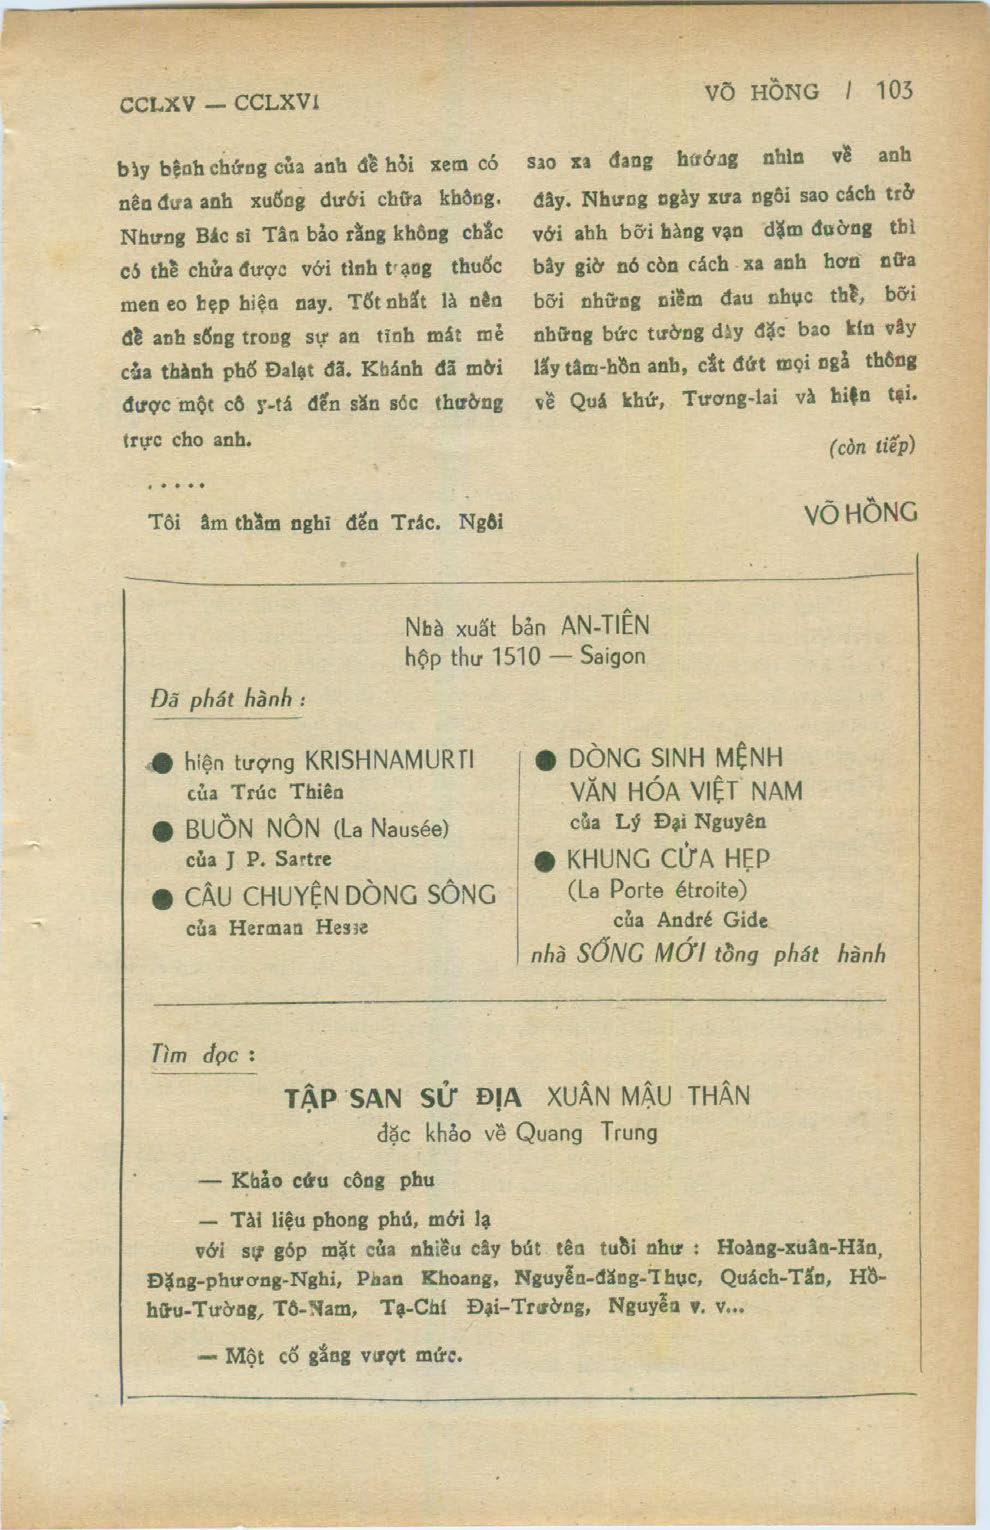 CCLXV — CCLXVI
VÕ HỒNG / 103
bày bệnh chứng của anh để hỏi xem có
nên đưa anh xuống dưới chữa không.
Nhưng Bác sì Tân bảo rằng không chắc
có thể chửa được với tình trạng thuốc
men eo hẹp hiện nay. Tốt nhất là nên
để anh sống trong sự an tĩnh mát mẻ
của thành phố Đalạt đã. Khánh đã mời
được một cô y-tá đến săn sóc thường
trực cho anh.
.....
Tôi âm thầm nghĩ đến Trác. Ngôi
sao xa đang hướng nhìn về anh
đây. Nhưng ngày xưa ngôi sao cách trở
với ahh bỡi hàng vạn dặm đường thì
bây giờ nó còn cách xa anh hơn nữa
bỡi những niềm đau nhục thể, bỡi
những bức tường dày đặc bao kín vây
lấy tâm-hồn anh, cắt đứt mọi ngả thông
về Quá khứ, Tương-lai và hiện tại.
(còn tiếp)
VÕ HỒNG
Nhà xuất bản AN-TIÊN
hộp thư 1510 — Saigon
Đã phát hành :
● hiện tượng KRISHNAMURTI
của Trúc Thiên
● BUỒN NÔN (La Nausée)
của J P. Sartre
● CÂU CHUYỆN DÒNG SÔNG
của Herman Hesse
● DÒNG SINH MỆNH
VĂN HÓA VIỆT NAM
của Lý Đại Nguyên
● KHUNG CỬA HẸP
(La Porte étroite)
của André Gide
nhà SỐNG MỚI tổng phát hành
Tìm đọc :
TẬP SAN SỬ ĐỊA XUÂN MẬU THÂN
đặc khảo về Quang Trung
— Khảo cứu công phu
— Tài liệu phong phú, mới lạ
với sự góp mặt của nhiều cây bút tên tuổi như : Hoàng-xuân-Hãn,
Đặng-phương-Nghi, Phan Khoang, Nguyễn-đăng-Thục, Quách-Tấn, Hồ-
hữu-Tường, Tô-Nam, Tạ-Chí Đại-Trường, Nguyễn v. v...
— Một cố gắng vượt mức.